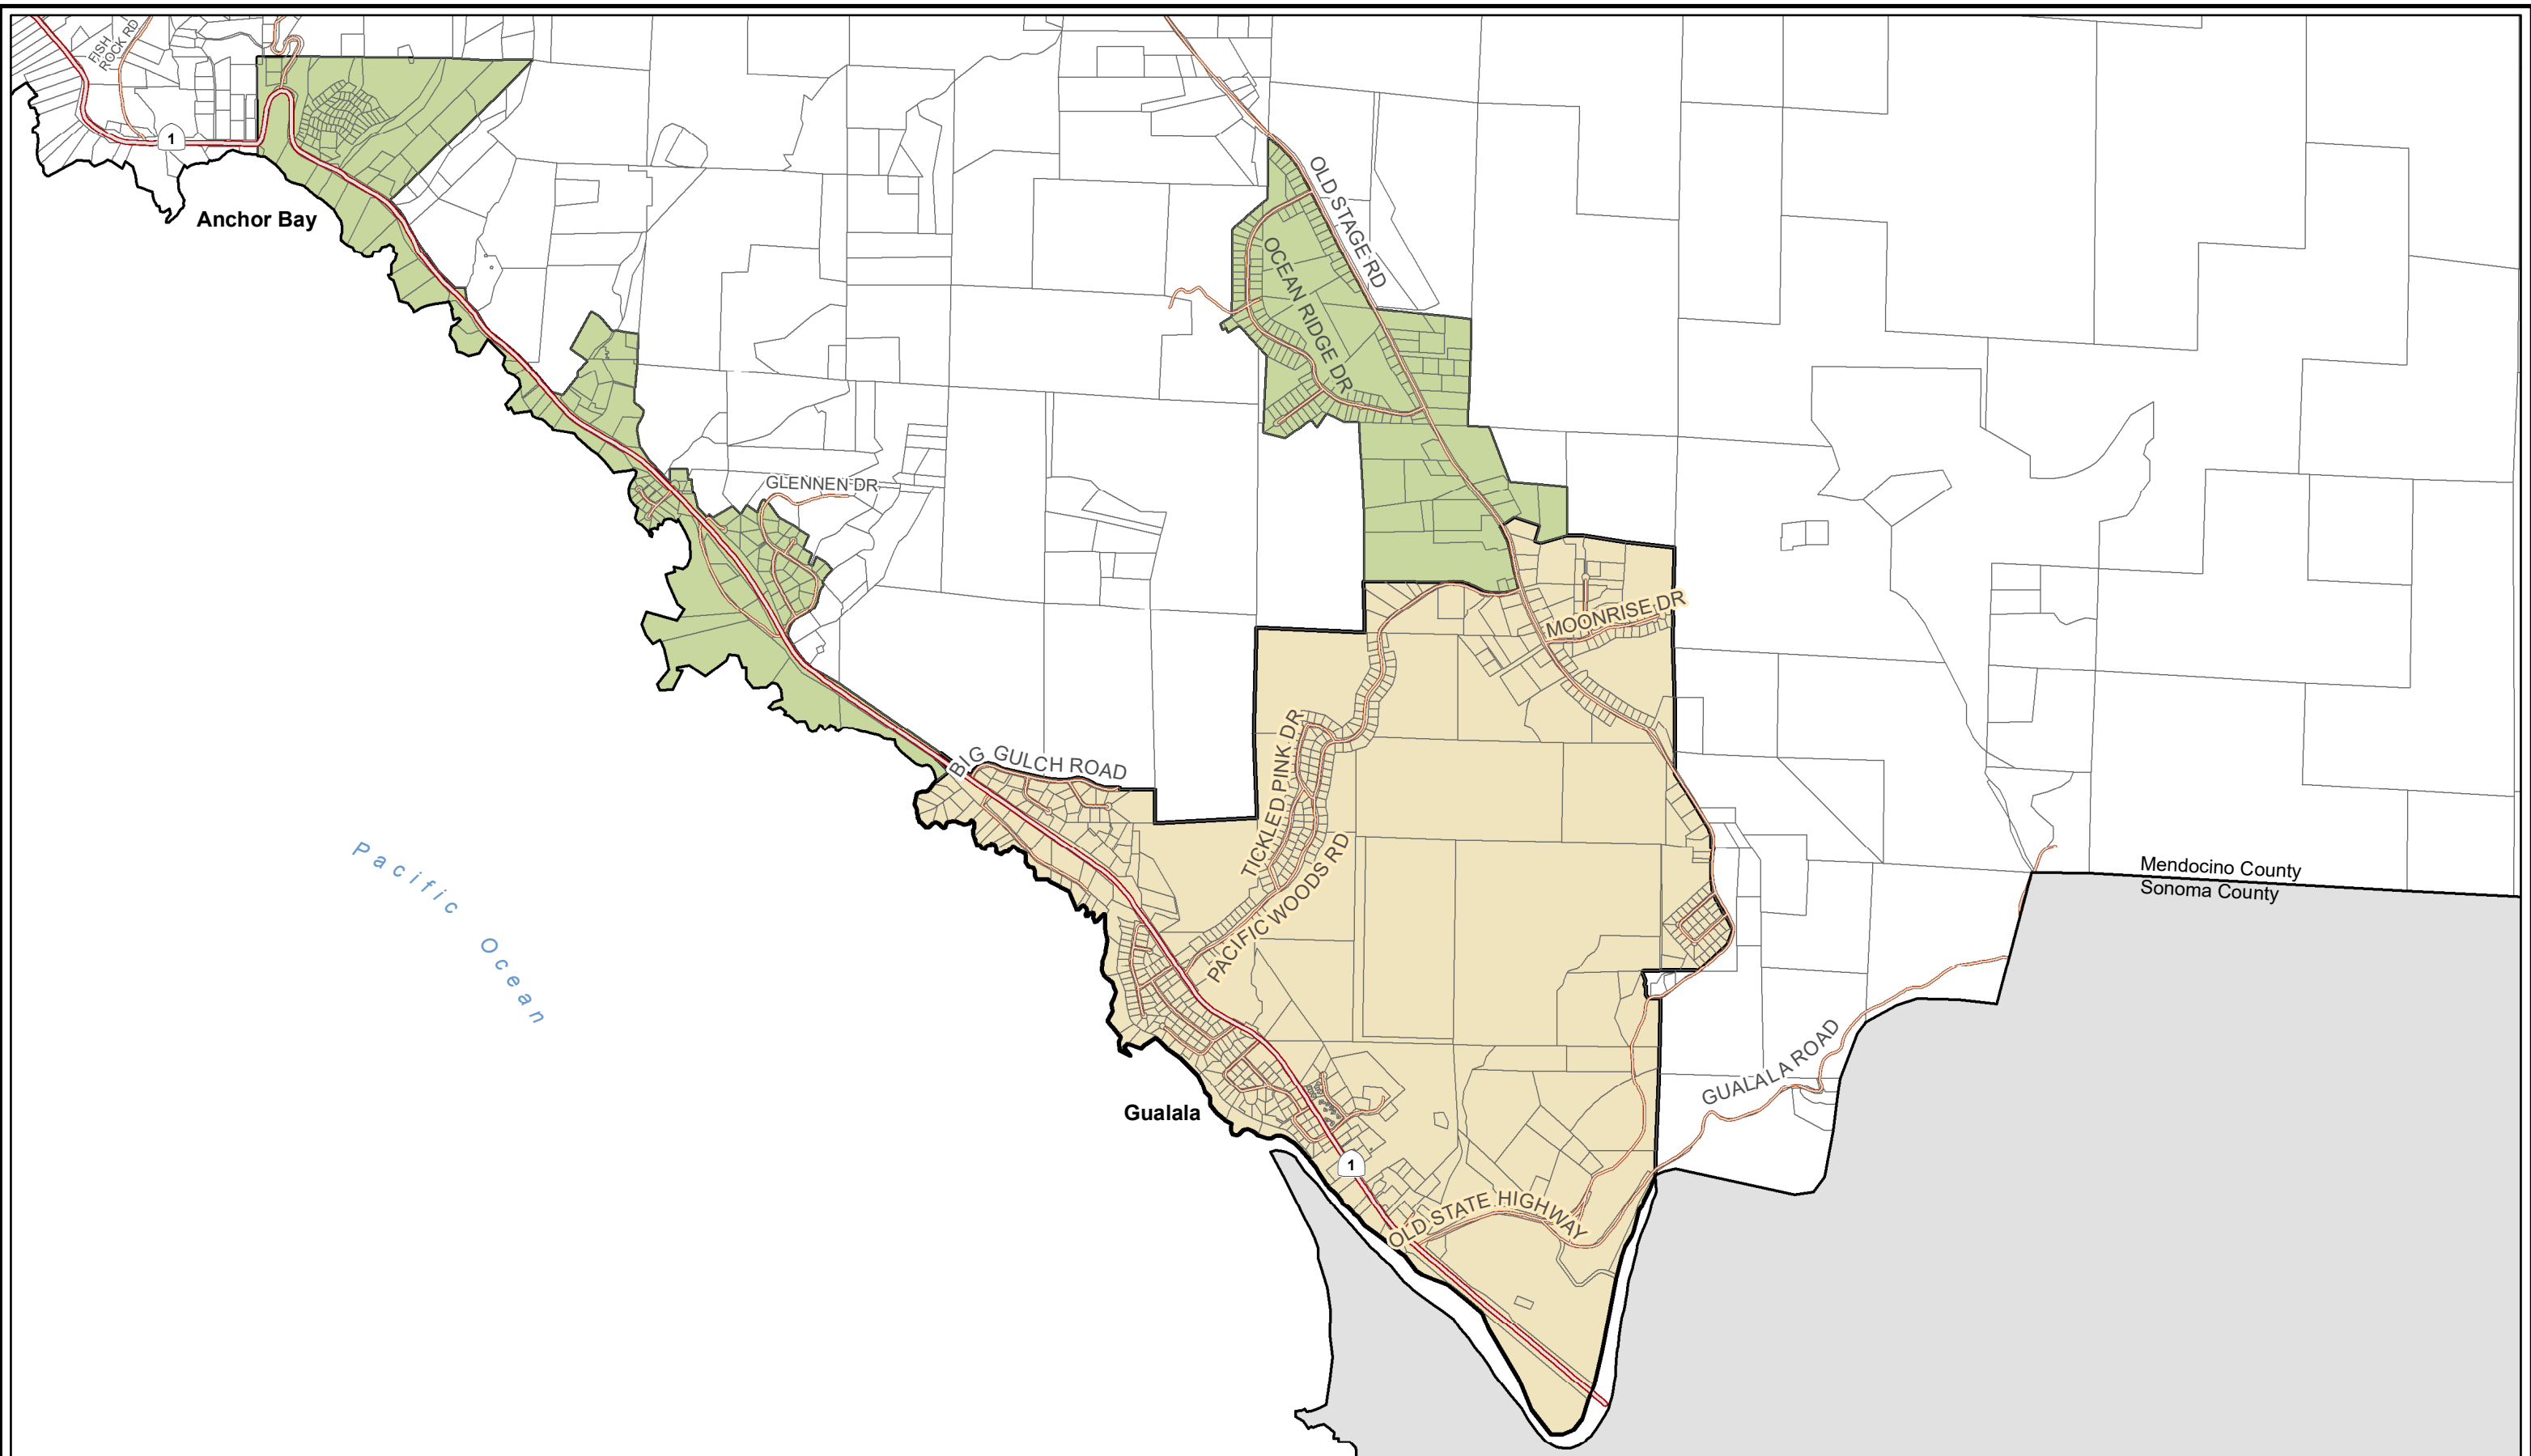 FISH
ROCK RD
1
Anchor Bay
OLD STAGE RD
OCEAN RIDGE DR
GLENNEN DR
MOONRISE DR
BIG GULCH ROAD
TICKLED PINK DR
PACIFIC WOODS RD
Pacific Ocean
Mendocino County
Sonoma County
GUALALA ROAD
Gualala
1
OLD STATE HIGHWAY